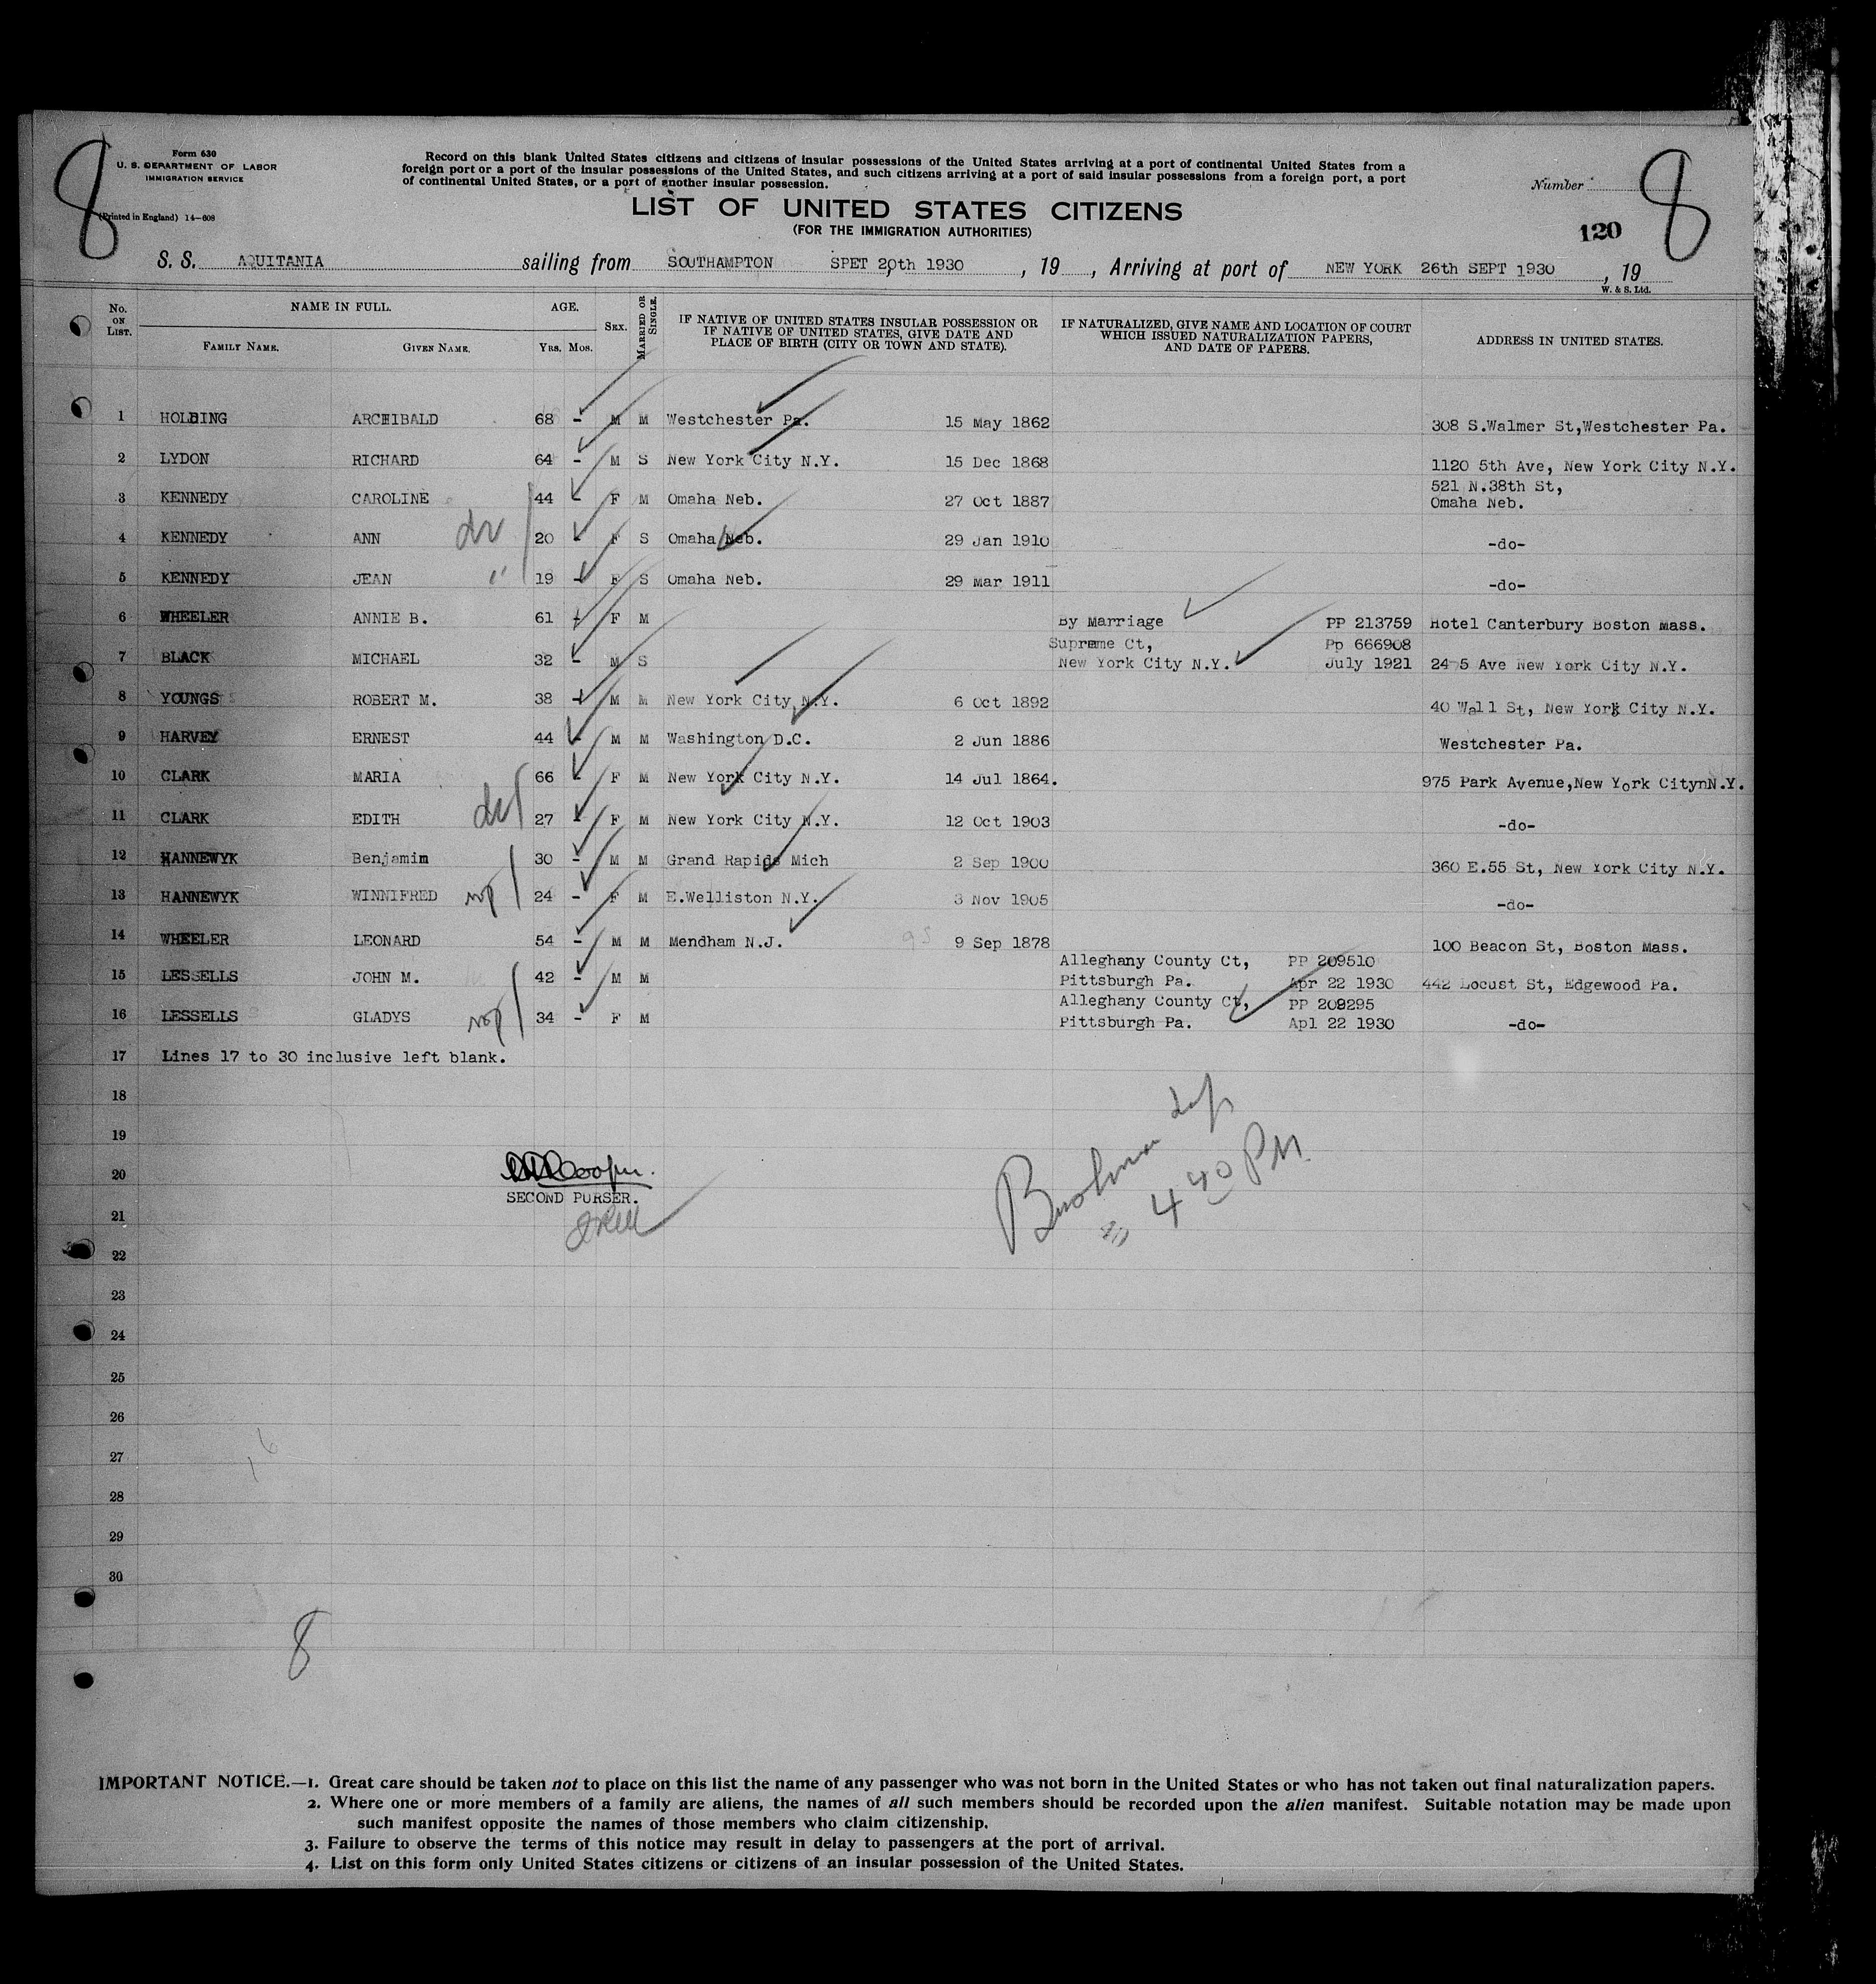 8
Form 630
U. S. DEPARTMENT OF LABOR
IMMIGRATION SERVICE
(Printed in England) 14-608
Record on this blank United States citizens and citizens of insular possessions of the United States arriving at a port of continental United States from a
foreign port or a port of the insular possessions of the United States, and such citizens arriving at a port of said insular possessions from a foreign port, a port
of continental United States, or a port of another insular possession.
Number
8
LIST OF UNITED STATES CITIZENS
(FOR THE IMMIGRATION AUTHORITIES)
120
S. S. AQUITANIA sailing from SOUTHAMPTON SPET 20th 1930, 19 , Arriving at port of NEW YORK 26th SEPT 1930, 19
W. & S. Ltd.
No. ON LIST. NAME IN FULL. FAMILY NAME. GIVEN NAME. AGE. YRS. MOS. SEX. MARRIED OR SINGLE. IF NATIVE OF UNITED STATES INSULAR POSSESSION OR IF NATIVE OF UNITED STATES, GIVE DATE AND PLACE OF BIRTH (CITY OR TOWN AND STATE). IF NATURALIZED, GIVE NAME AND LOCATION OF COURT WHICH ISSUED NATURALIZATION PAPERS, AND DATE OF PAPERS. ADDRESS IN UNITED STATES.
1 HOLDING ARCHIBALD 68 - M M Westchester Pa. 15 May 1862 308 S.Walmer St,Westchester Pa.
2 LYDON RICHARD 64 - M S New York City N.Y. 15 Dec 1868 1120 5th Ave, New York City N.Y.
3 KENNEDY CAROLINE 44 - F M Omaha Neb. 27 Oct 1887 521 N.38th St,
Omaha Neb.
4 KENNEDY ANN 20 - F S Omaha Neb. 29 Jan 1910 -do-
5 KENNEDY JEAN 19 - F S Omaha Neb. 29 Mar 1911 -do-
6 WHEELER ANNIE B. 61 - F M By Marriage PP 213759 Hotel Canterbury Boston Mass.
Supreme Ct, Pp 666908
7 BLACK MICHAEL 32 - M S New York City N.Y. July 1921 24-5 Ave New York City N.Y.
8 YOUNGS ROBERT M. 38 - M M New York City N.Y. 6 Oct 1892 40 Wall St, New York City N.Y.
9 HARVEY ERNEST 44 - M M Washington D.C. 2 Jun 1886 Westchester Pa.
10 CLARK MARIA 66 - F M New York City N.Y. 14 Jul 1864. 975 Park Avenue,New York CitynN.Y.
11 CLARK EDITH 27 - F M New York City N.Y. 12 Oct 1903 -do-
12 HANNEWYK Benjamin 30 - M M Grand Rapids Mich 2 Sep 1900 360 E.55 St, New York City N.Y.
13 HANNEWYK WINNIFRED 24 - F M E.Welliston N.Y. 3 Nov 1905 -do-
14 WHEELER LEONARD 54 - M M Mendham N.J. 9 Sep 1878 100 Beacon St, Boston Mass.
Alleghany County Ct, PP 209510
15 LESSELLS JOHN M. 42 - M M Pittsburgh Pa. Apr 22 1930 442 Locust St, Edgewood Pa.
Alleghany County Ct, PP 209295
16 LESSELLS GLADYS 34 - F M Pittsburgh Pa. Apl 22 1930 -do-
17 Lines 17 to 30 inclusive left blank.
18
19
20
SECOND PURSER.
4 40 PM
21
22
23
24
25
26
16
27
28
29
30
8
IMPORTANT NOTICE.—1. Great care should be taken not to place on this list the name of any passenger who was not born in the United States or who has not taken out final naturalization papers.
2. Where one or more members of a family are aliens, the names of all such members should be recorded upon the alien manifest. Suitable notation may be made upon
such manifest opposite the names of those members who claim citizenship.
3. Failure to observe the terms of this notice may result in delay to passengers at the port of arrival.
4. List on this form only United States citizens or citizens of an insular possession of the United States.